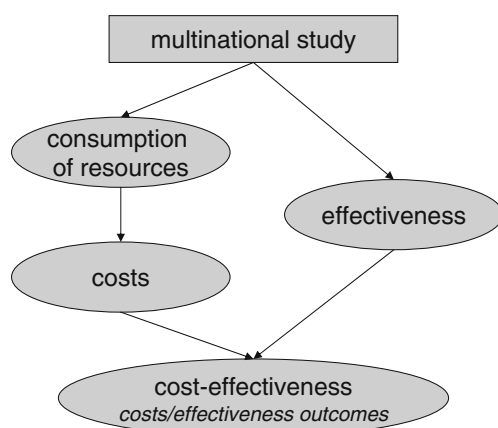 multinational study
consumption
of resources
effectiveness
costs
cost-effectiveness
costs/effectiveness outcomes